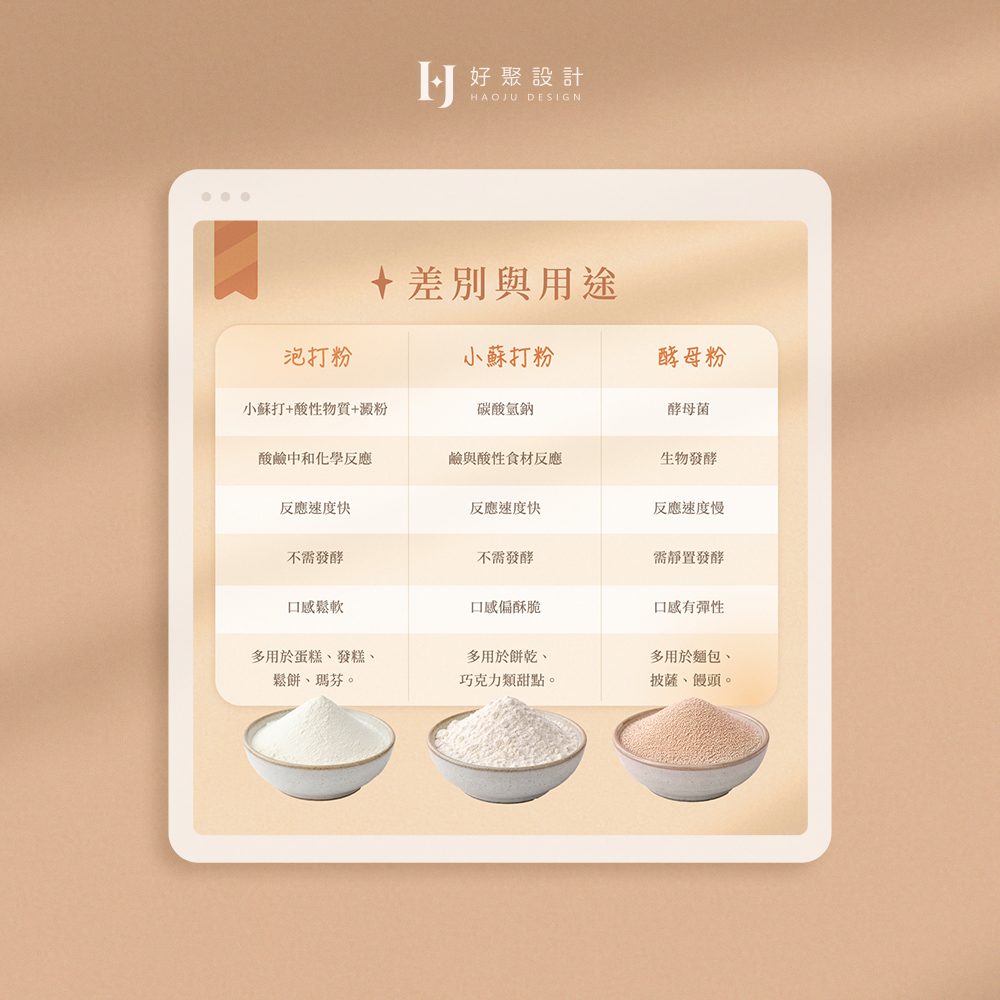 好聚設計
HAOJU DESIGN
差別與用途
泡打粉
小蘇打粉
酵母粉
小蘇打+酸性物質+澱粉
碳酸氫鈉
酵母菌
酸鹼中和化學反應
鹼與酸性食材反應
生物發酵
反應速度快
反應速度快
反應速度慢
不需發酵
不需發酵
需靜置發酵
口感鬆軟
口感偏酥脆
口感有彈性
多用於蛋糕、發糕、
鬆餅、瑪芬。
多用於餅乾、
巧克力類甜點。
多用於麵包、
披薩、饅頭。